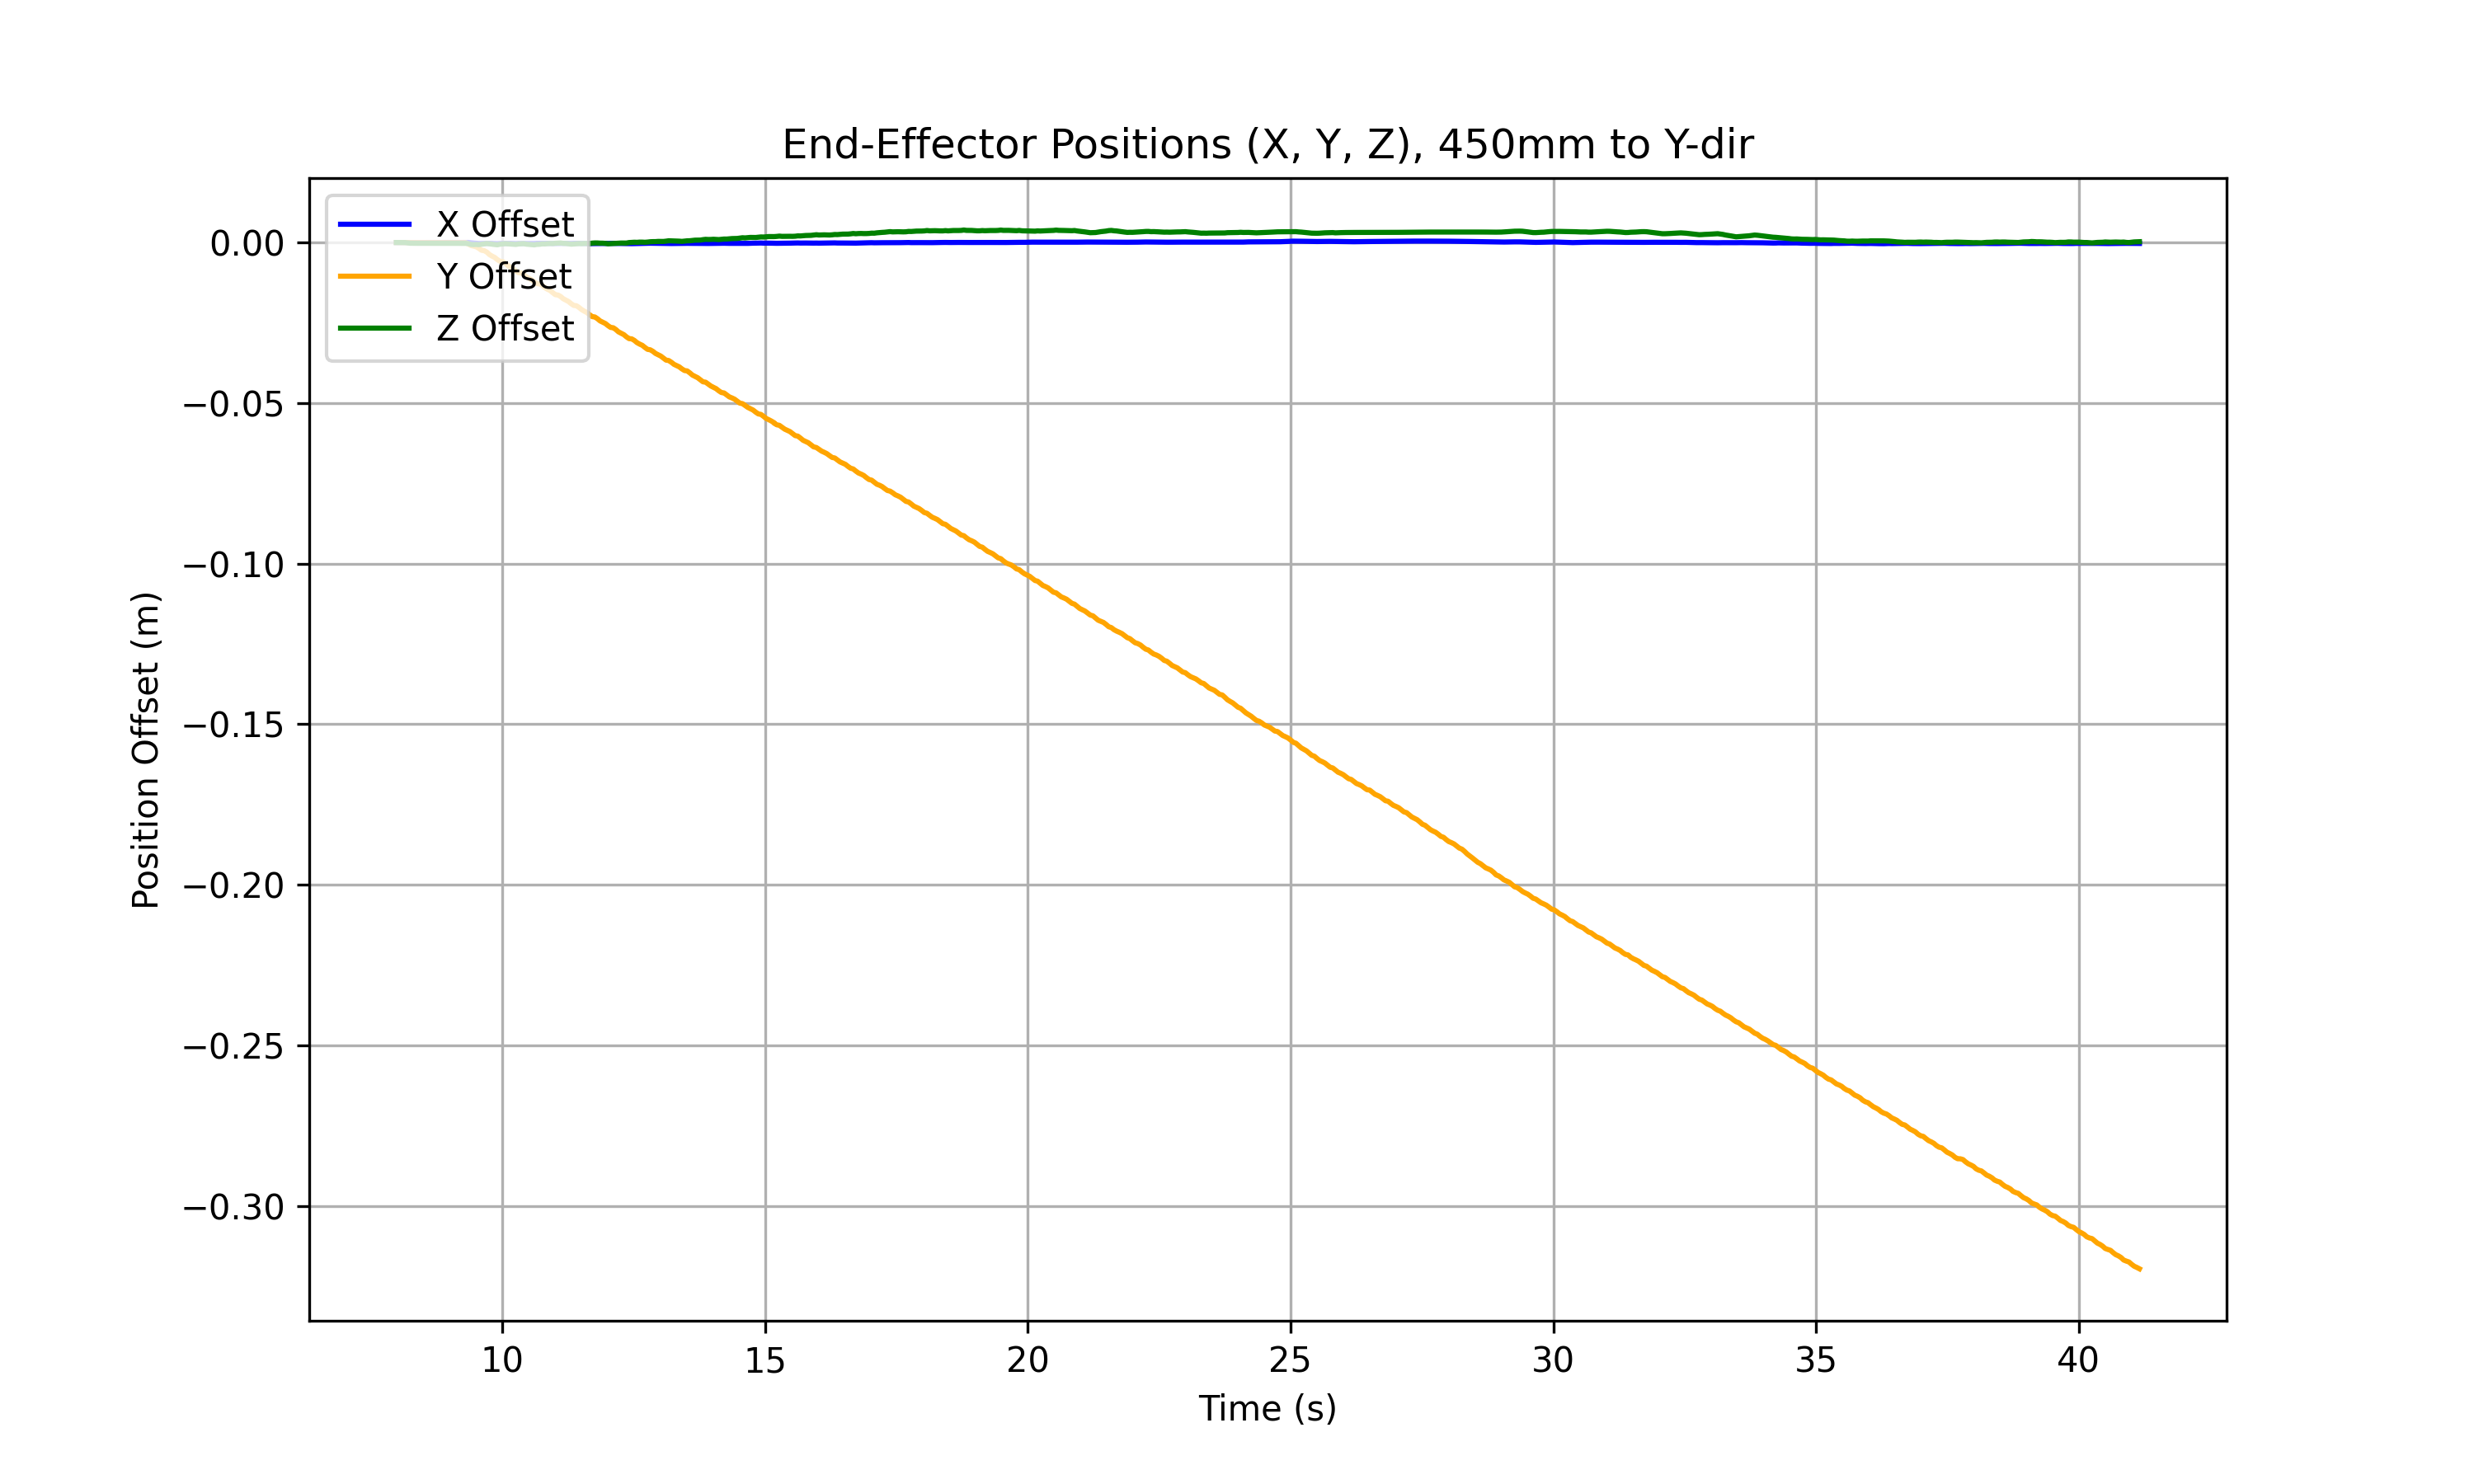 End-Effector Positions (X, Y, Z), 450mm to Y-dir
X Offset
Y Offset
Z Offset
0.00
−0.05
−0.10
−0.15
−0.20
−0.25
−0.30
Position Offset (m)
10 15 20 25 30 35 40
Time (s)